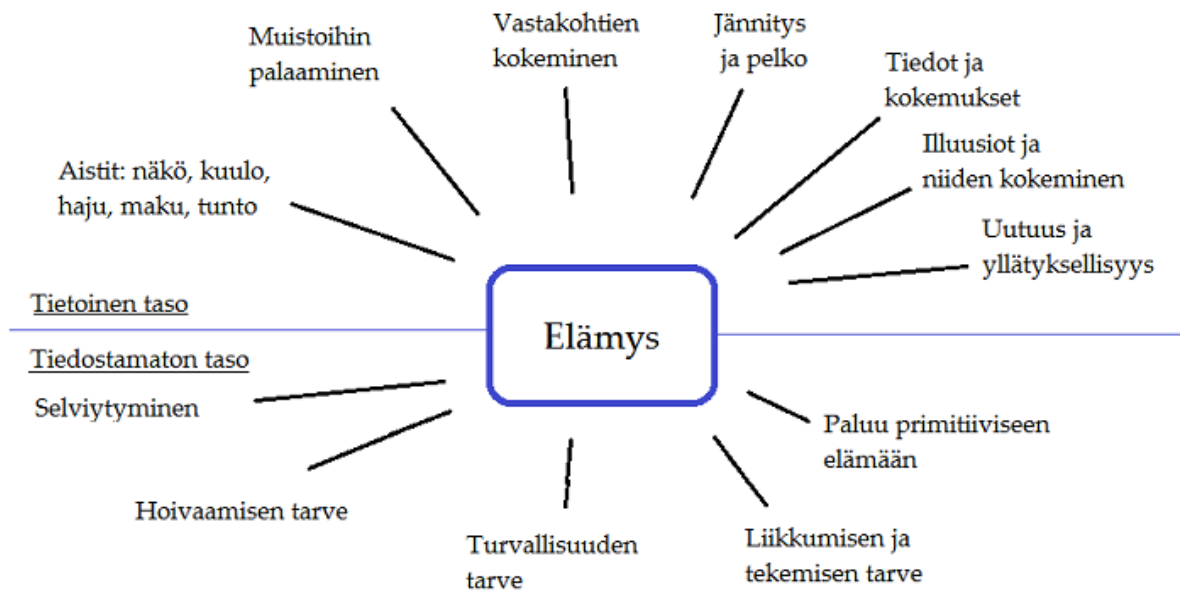 Muistoihin
palaaminen
Vastakohtien
kokeminen
Jännitys
ja pelko
Tiedot ja
kokemukset
Illuusiot ja
niiden kokeminen
Uutuus ja
yllätyksellisyys
Aistit: näkö, kuulo,
haju, maku, tunto
Tietoinen taso
Elämys
Tiedostamaton taso
Selviytyminen
Hoivaamisen tarve
Turvallisuuden
tarve
Liikkumisen ja
tekemisen tarve
Paluu primitiiviseen
elämään